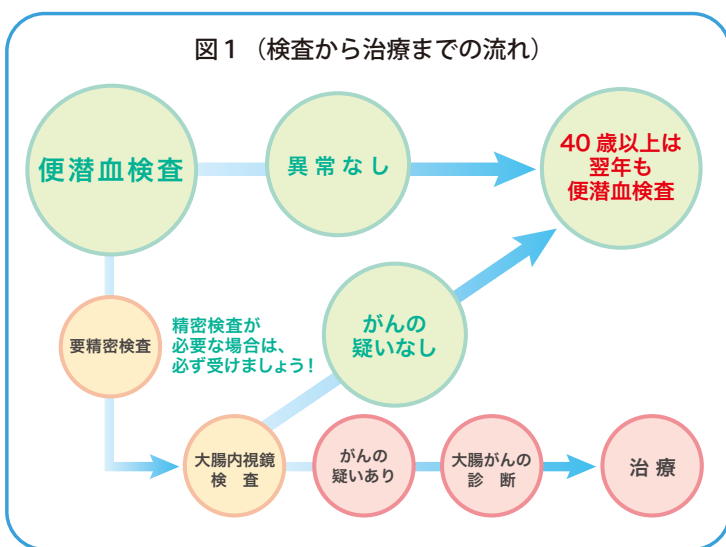 図1（検査から治療までの流れ）
便潜血検査
異常なし
40歳以上は
翌年も
便潜血検査
要精密検査
精密検査が
必要な場合は、
必ず受けましょう！
がんの
疑いなし
大腸内視鏡
検　査
がんの
疑いあり
大腸がんの
診　断
治 療